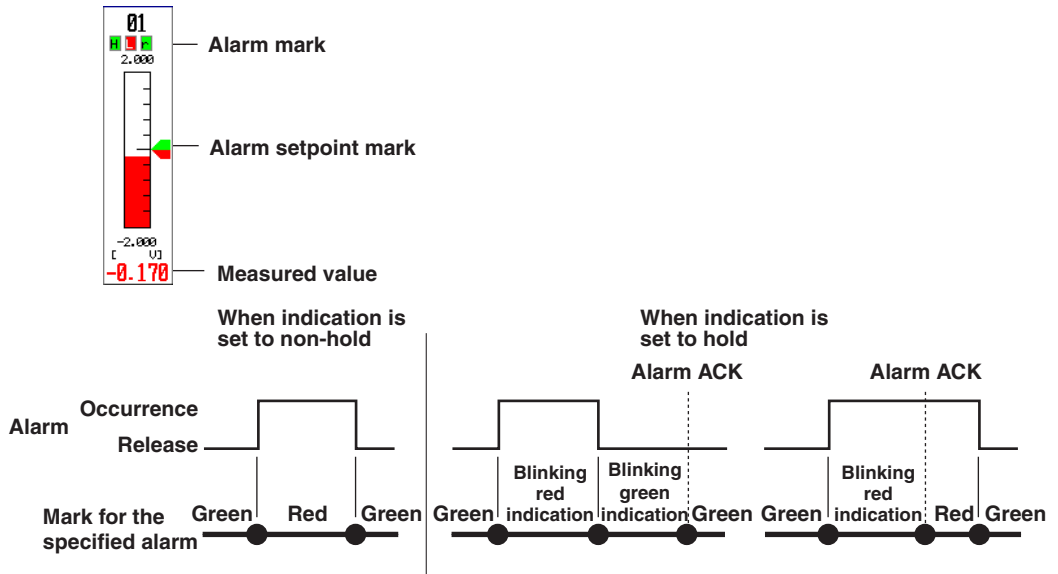 01
H L r
Alarm mark
2.000
Alarm setpoint mark
-2.000
[ V]
-0.170
Measured value
When indication is
set to non-hold
When indication is
set to hold
Alarm ACK
Alarm ACK
Alarm
Occurrence
Release
Blinking
red
indication
Blinking
green
indication
Blinking
red
indication
Mark for the
specified alarm
Green
Red
Green
Green
Green
Green
Red
Green